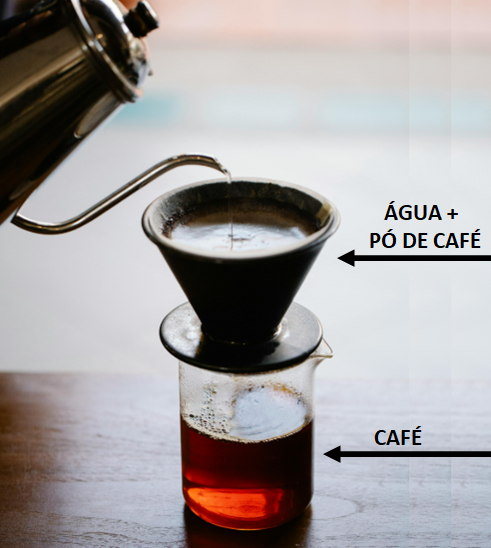 ÁGUA +
PÓ DE CAFÉ
CAFÉ